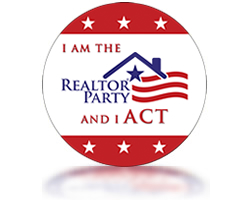 I AM THE
REALTOR®
PARTY
AND I ACT